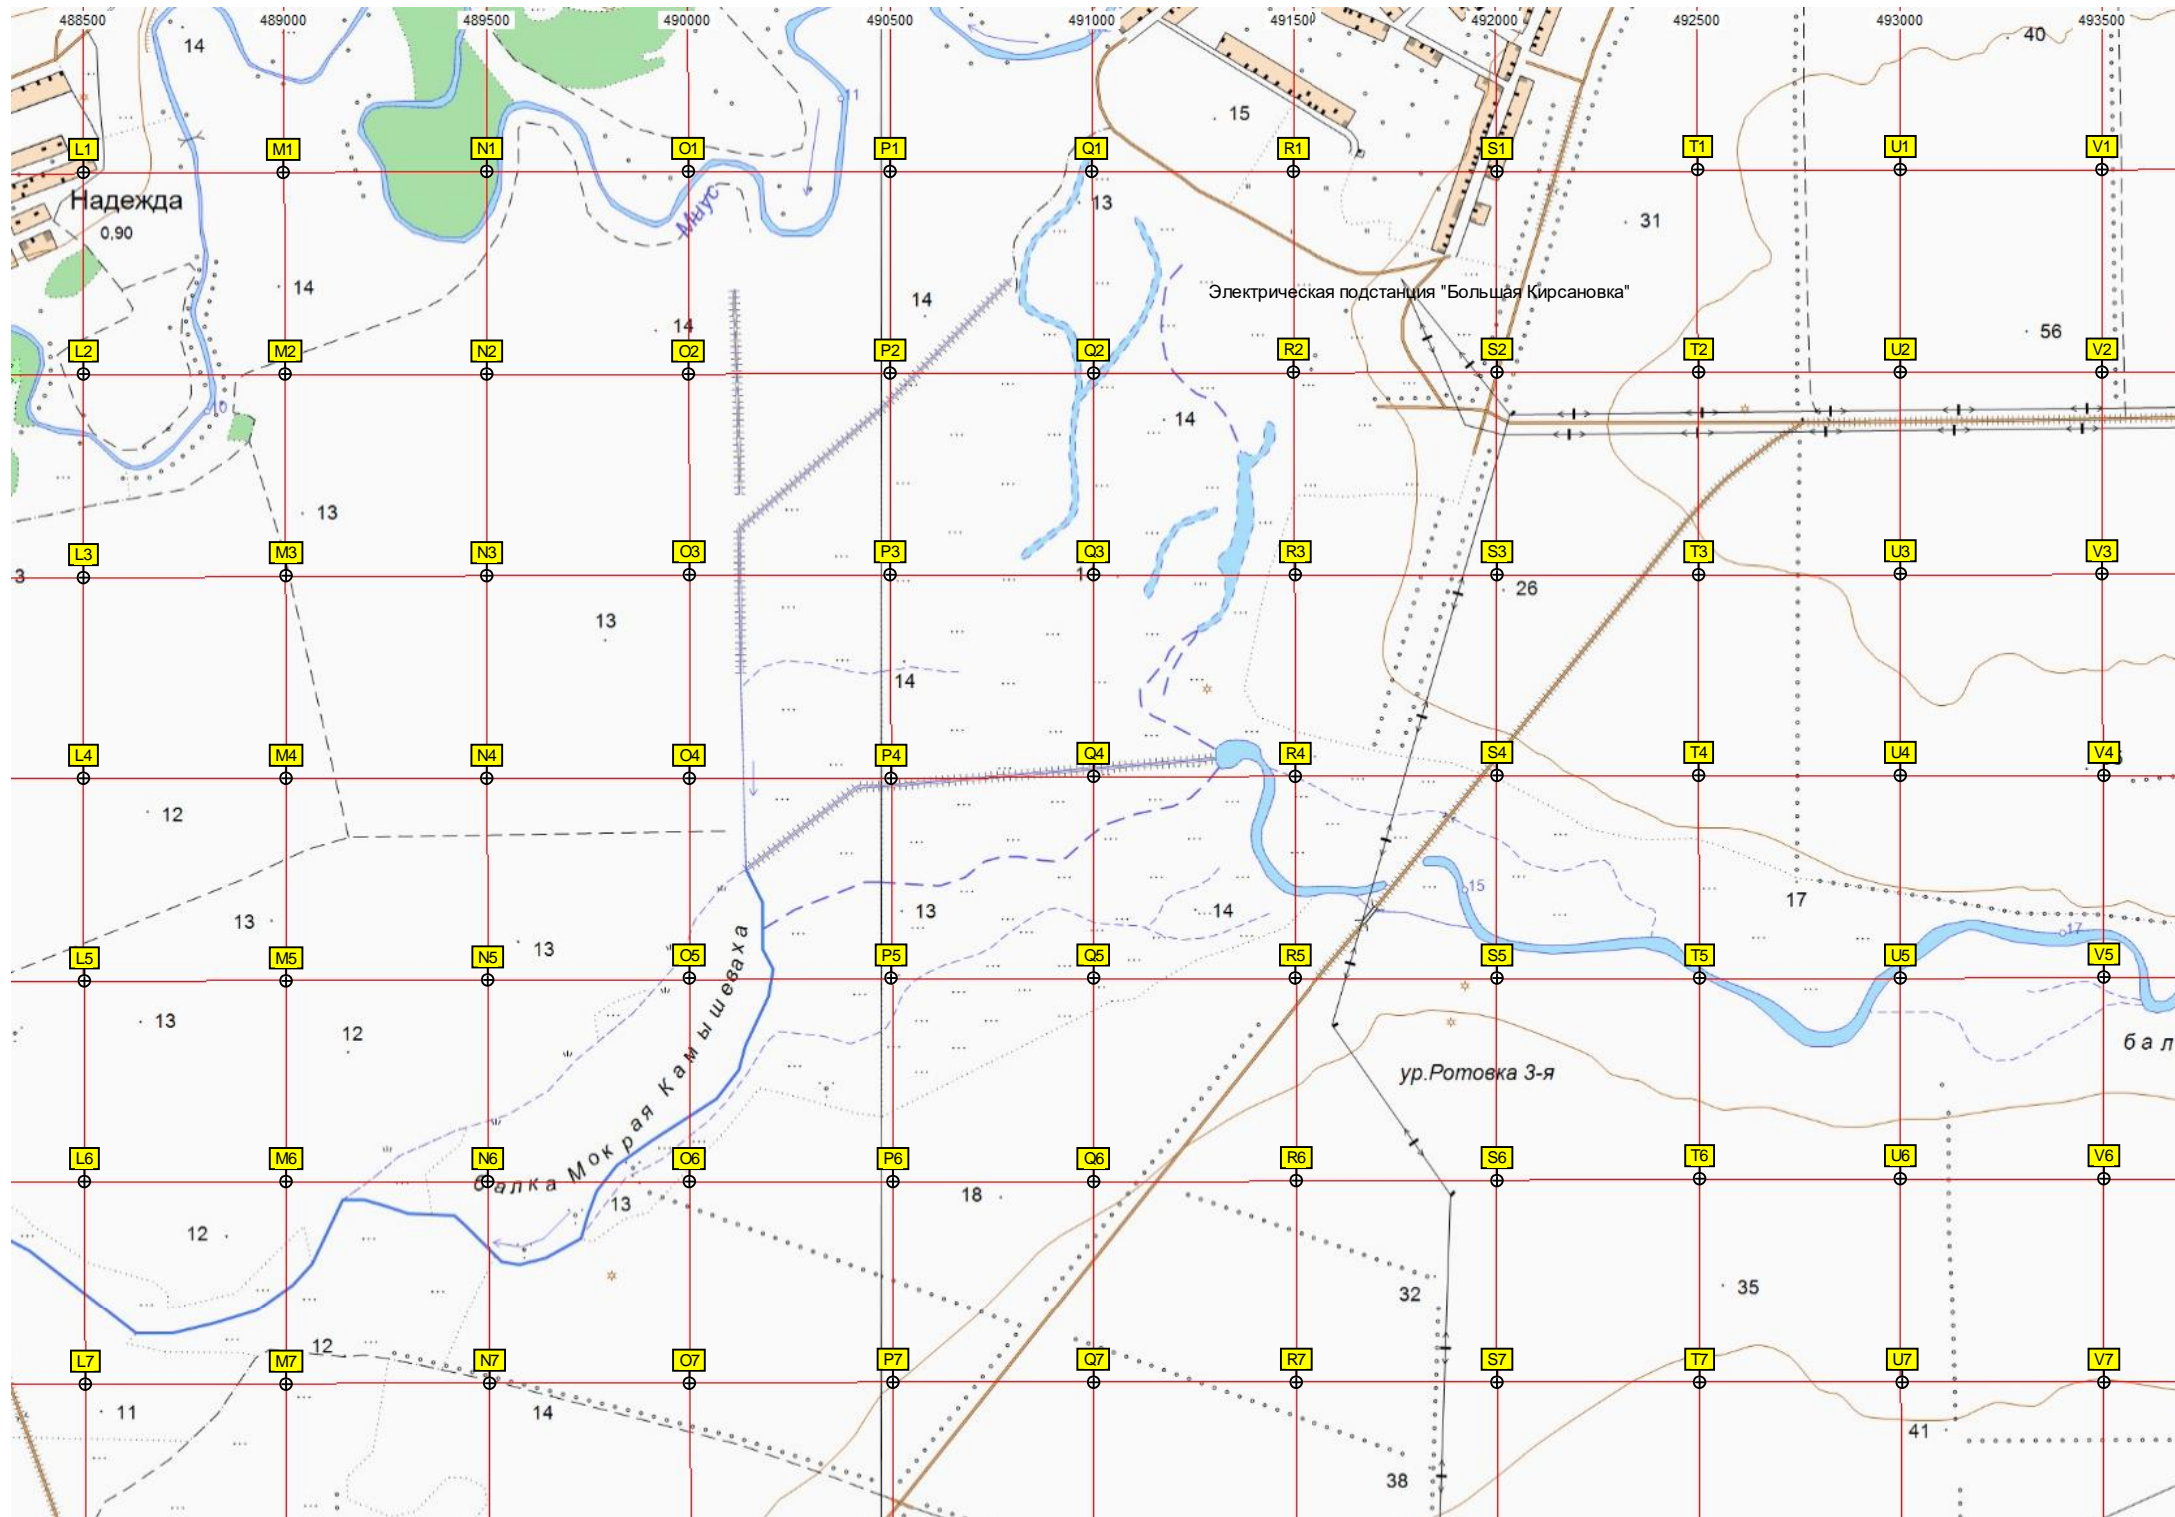 488500 489000 489500 490000 490500 491000 491500 492000 492500 493000 493500
14 40
11
15
L1 M1 N1 O1 P1 Q1 R1 S1 T1 U1 V1
Надежда
0,90
Миус
13 31
14 14
Электрическая подстанция "Большая Кирсановка"
14 56
L2 M2 N2 O2 P2 Q2 R2 S2 T2 U2 V2
10
14
13
L3 M3 N3 O3 P3 Q3 R3 S3 T3 U3 V3
3
26
13
14
L4 M4 N4 O4 P4 Q4 R4 S4 T4 U4 V4
12
15
17
13 13 14
17
13
L5 M5 N5 O5 P5 Q5 R5 S5 T5 U5 V5
13 12
бал
ур.Ротовка 3-я
балка Мокрая Камышеваха
L6 M6 N6 O6 P6 Q6 R6 S6 T6 U6 V6
13 18
12
32 35
12
L7 M7 N7 O7 P7 Q7 R7 S7 T7 U7 V7
11 14
41
38